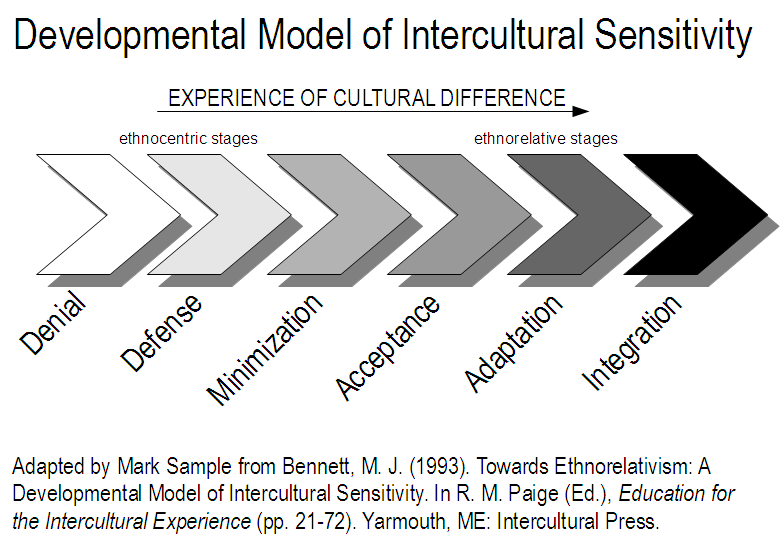 Developmental Model of Intercultural Sensitivity
EXPERIENCE OF CULTURAL DIFFERENCE
ethnocentric stages
ethnorelative stages
Denial
Defense
Minimization
Acceptance
Adaptation
Integration
Adapted by Mark Sample from Bennett, M. J. (1993). Towards Ethnorelativism: A
Developmental Model of Intercultural Sensitivity. In R. M. Paige (Ed.), Education for
the Intercultural Experience (pp. 21-72). Yarmouth, ME: Intercultural Press.